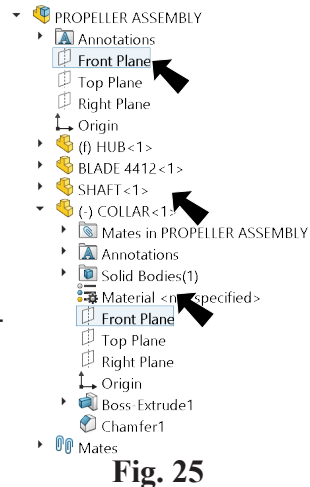 PROPELLER ASSEMBLY
Annotations
Front Plane
Top Plane
Right Plane
Origin
(f) HUB<1>
BLADE 4412<1>
SHAFT<1>
(-) COLLAR<1>
Mates in PROPELLER ASSEMBLY
Annotations
Solid Bodies(1)
Material <n specified>
Front Plane
Top Plane
Right Plane
Origin
Boss-Extrude1
Chamfer1
Mates
Fig. 25